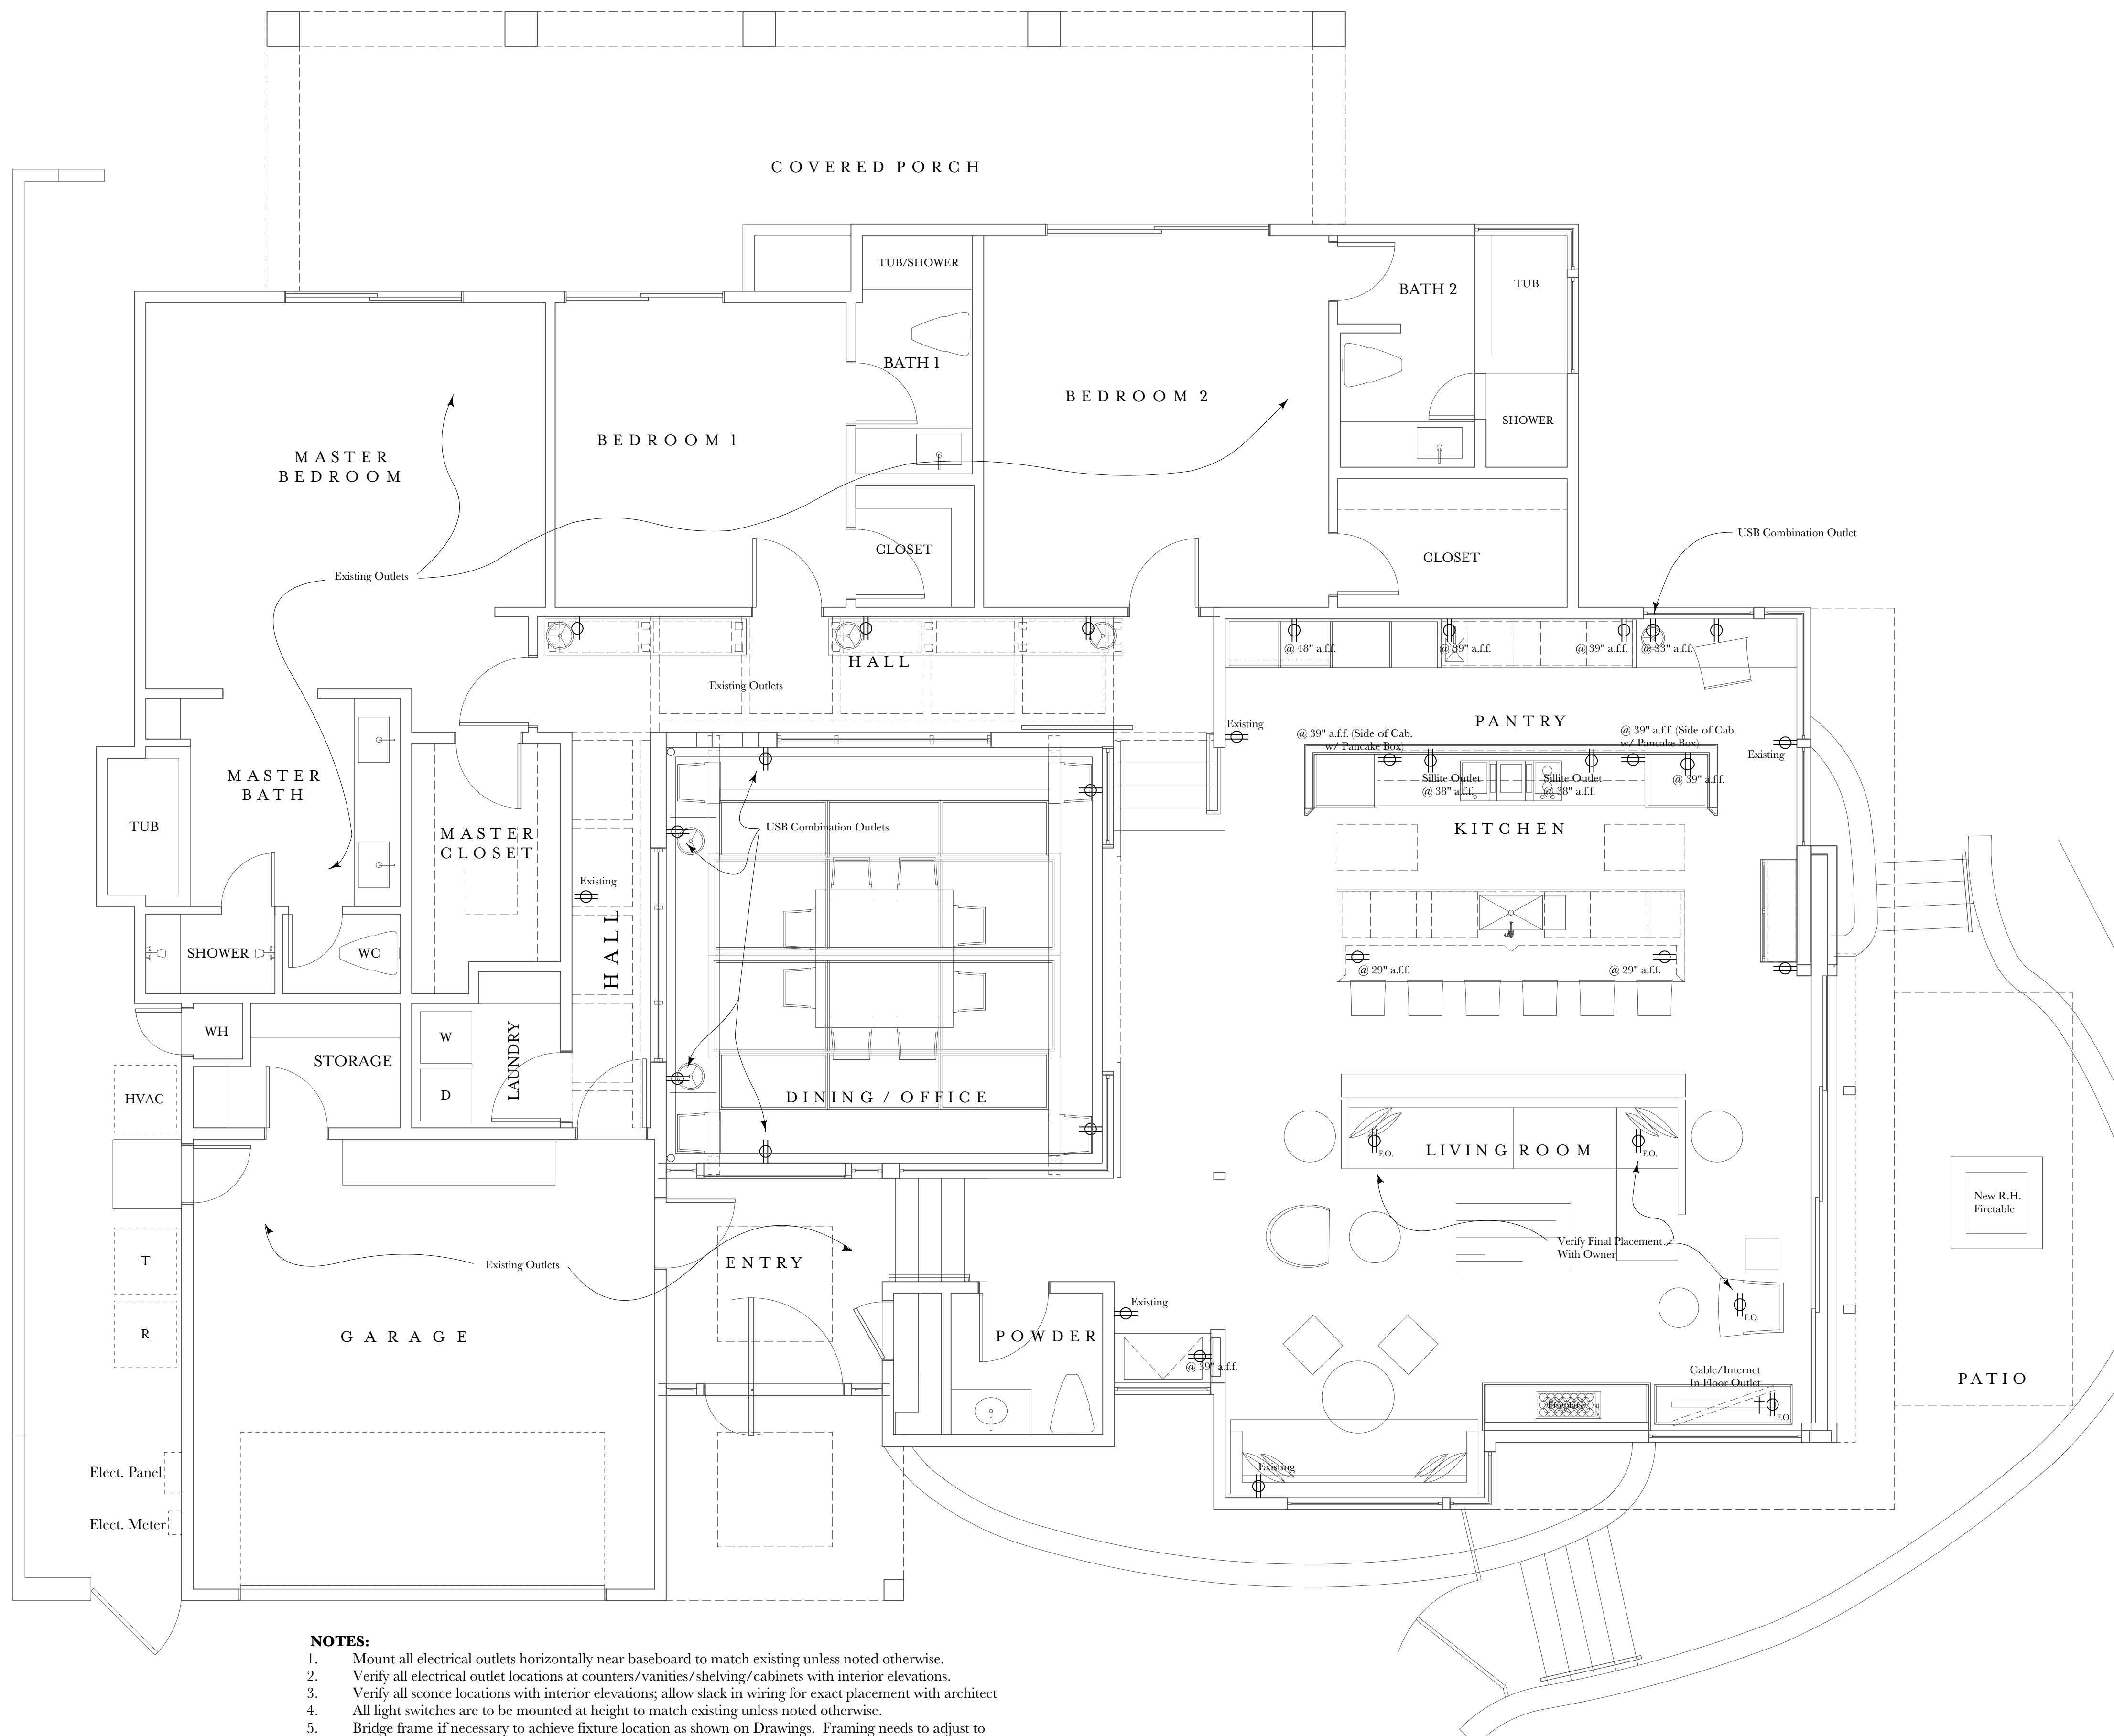 COVERED PORCH
TUB/SHOWER
BATH 2
TUB
BATH 1
BEDROOM 2
SHOWER
BEDROOM 1
MASTER
BEDROOM
USB Combination Outlet
CLOSET
CLOSET
Existing Outlets
@ 48" a.f.f.
@ 39" a.f.f.
@ 39" a.f.f.
@ 33" a.f.f.
HALL
Existing Outlets
PANTRY
Existing
@ 39" a.f.f. (Side of Cab.
w/ Pancake Box)
@ 39" a.f.f. (Side of Cab.
w/ Pancake Box)
Existing
MASTER
BATH
Sillite Outlet
@ 38" a.f.f.
Sillite Outlet
@ 38" a.f.f.
@ 39" a.f.f.
TUB
MASTER
CLOSET
USB Combination Outlets
KITCHEN
Existing
HALL
SHOWER
WC
@ 29" a.f.f.
@ 29" a.f.f.
WH
W
STORAGE
LAUNDRY
HVAC
D
DINING / OFFICE
LIVING ROOM
F.O.
F.O.
New R.H.
Firetable
Verify Final Placement
With Owner
T
Existing Outlets
ENTRY
Existing
F.O.
R
GARAGE
POWDER
@ 39" a.f.f.
Cable/Internet
In Floor Outlet
PATIO
Fireplace
F.O.
Existing
Elect. Panel
Elect. Meter
NOTES:
1. Mount all electrical outlets horizontally near baseboard to match existing unless noted otherwise.
2. Verify all electrical outlet locations at counters/vanities/shelving/cabinets with interior elevations.
3. Verify all sconce locations with interior elevations; allow slack in wiring for exact placement with architect
4. All light switches are to be mounted at height to match existing unless noted otherwise.
5. Bridge frame if necessary to achieve fixture location as shown on Drawings. Framing needs to adjust to